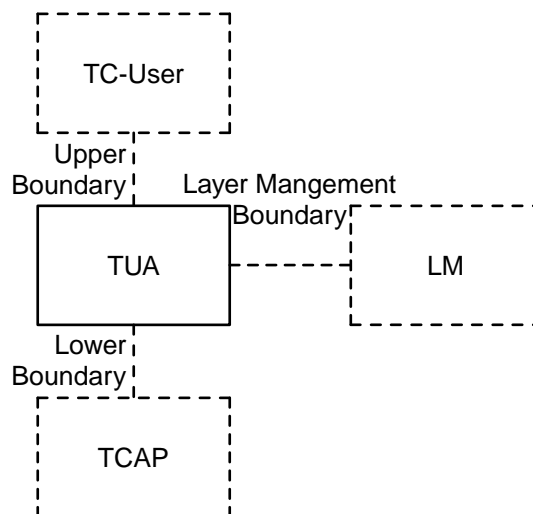 TC-User
Upper
Boundary
Layer Mangement
Boundary
TUA
LM
Lower
Boundary
TCAP